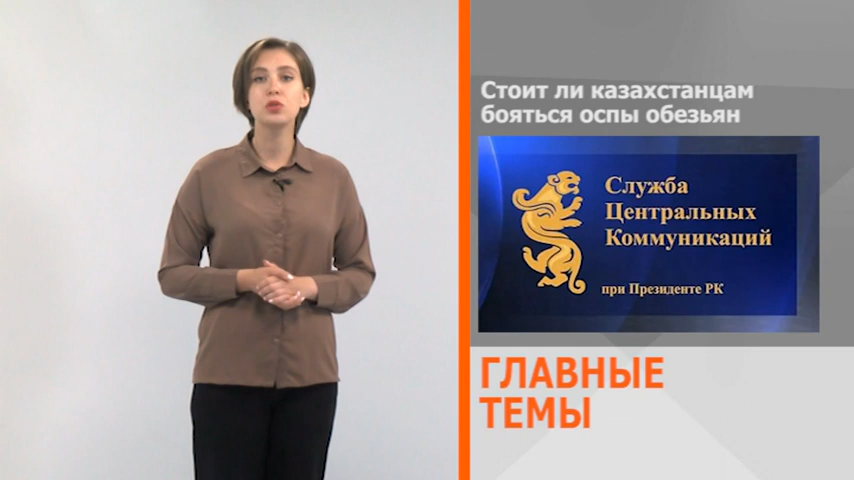 Стоит ли казахстанцам
бояться оспы обезьян
Служба
Центральных
Коммуникаций
при Президенте РК
ГЛАВНЫЕ
ТЕМЫ